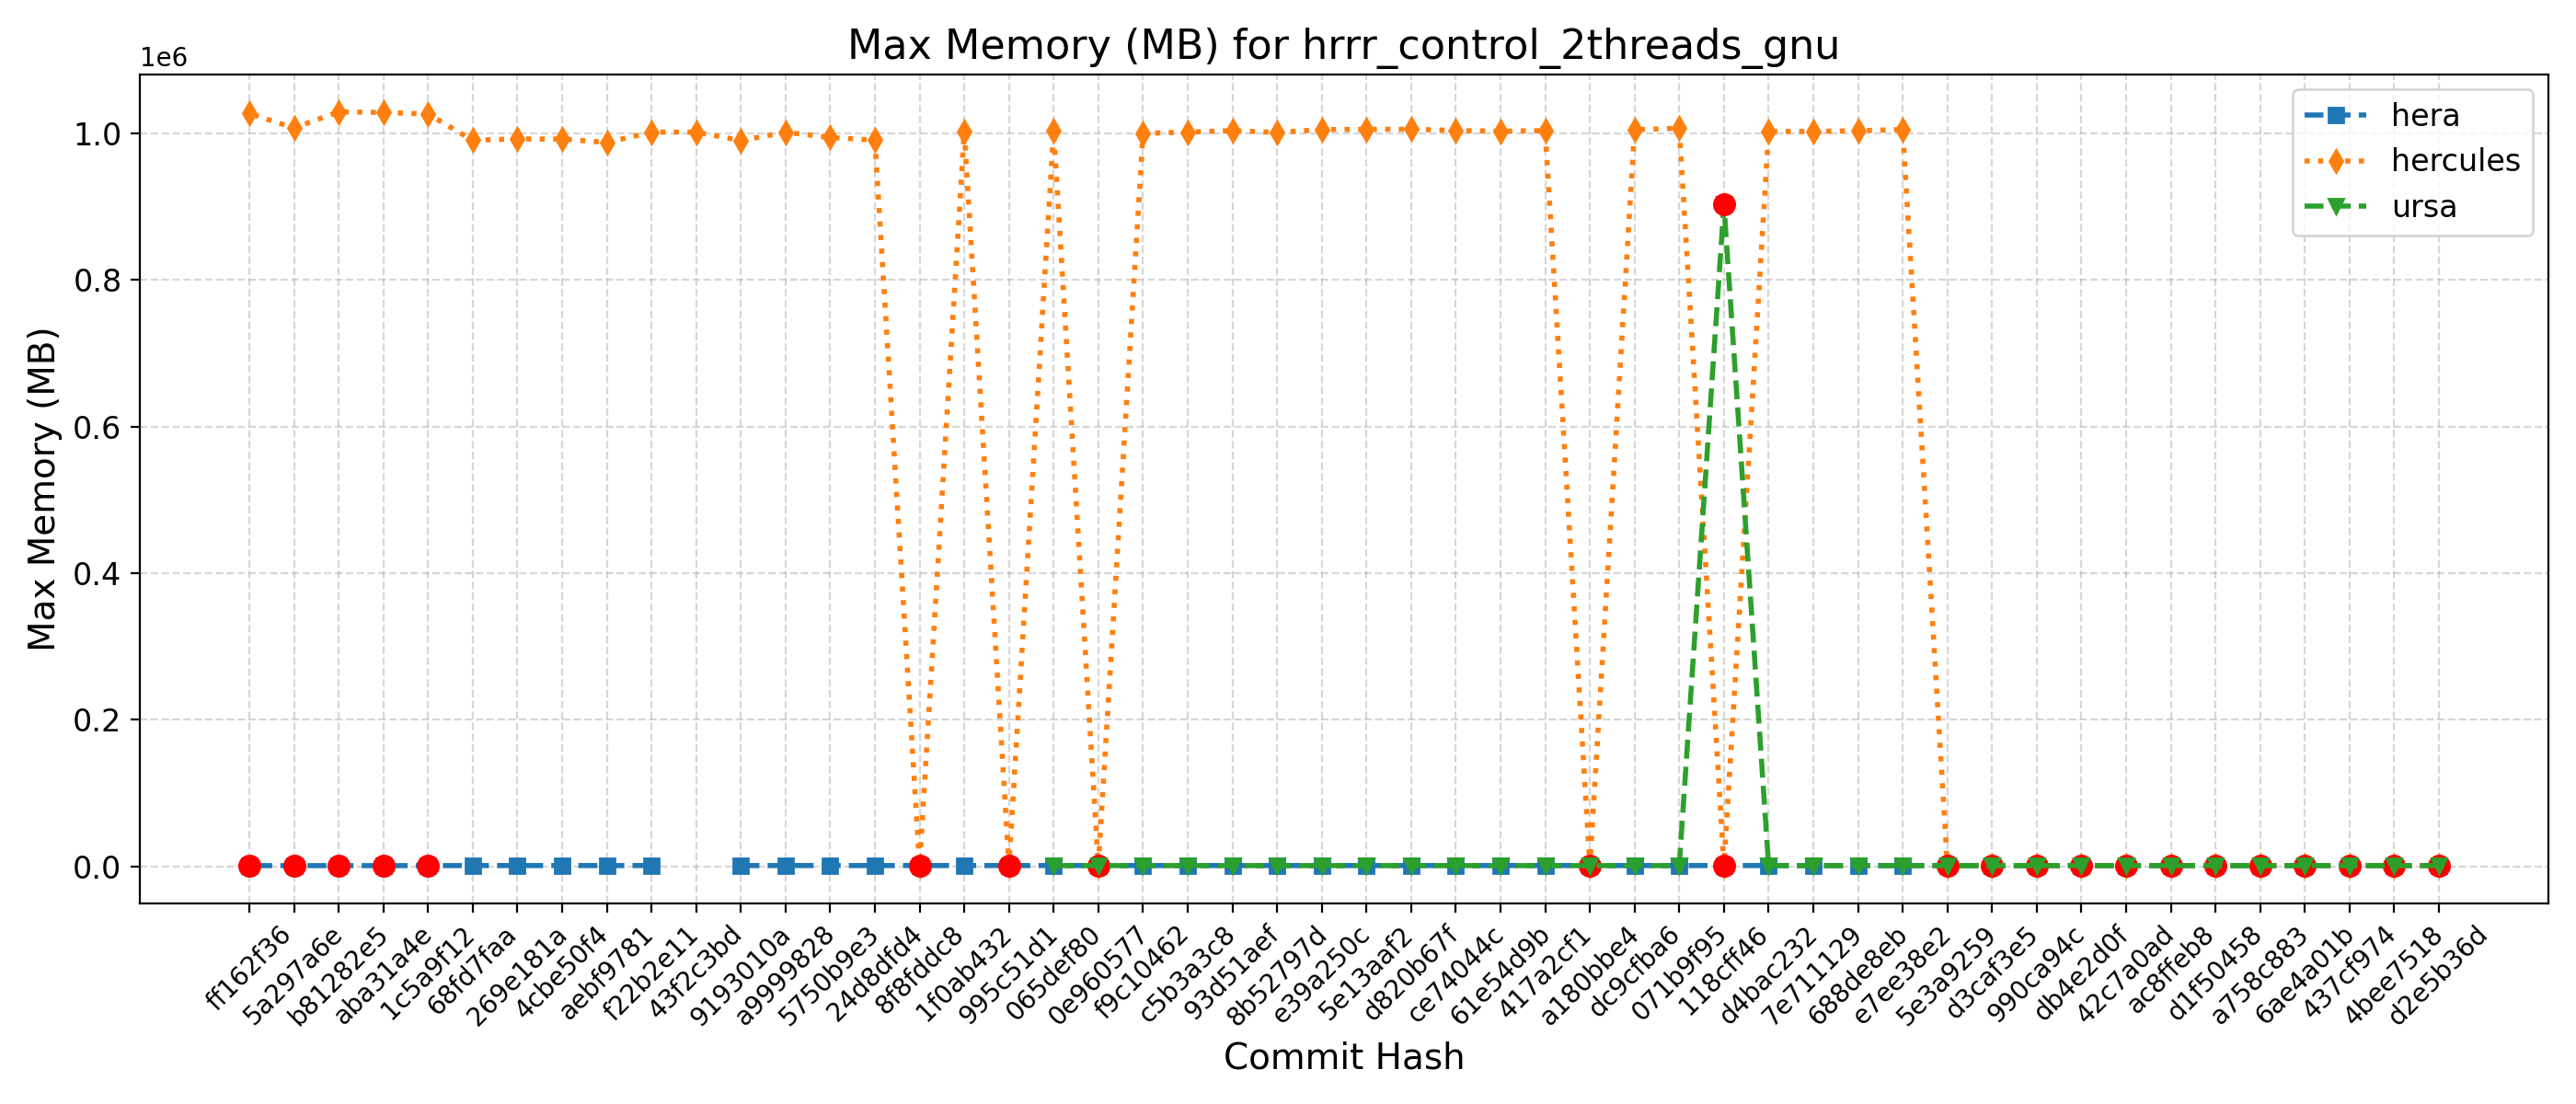 Max Memory (MB) for hrrr_control_2threads_gnu
1e6
1.0
0.8
0.6
0.4
0.2
0.0
Max Memory (MB)
hera
hercules
ursa
ff162f36
5a297a6e
b81282e5
aba31a4e
1c5a9f12
68fd7faa
269e181a
4cbe50f4
aebf9781
f22b2e11
43f2c3bd
9193010a
a9999828
5750b9e3
24d8dfd4
8f8fddc8
1f0ab432
995c51d1
065def80
0e960577
f9c10462
c5b3a3c8
93d51aef
8b52797d
e39a250c
5e13aaf2
d820b67f
ce74044c
61e54d9b
417a2cf1
a180bbe4
dc9cfba6
071b9f95
118cff46
d4bac232
7e711129
688de8eb
e7ee38e2
5e3a9259
d3caf3e5
990ca94c
db4e2d0f
42c7a0ad
ac8ffeb8
d1f50458
a758c883
6ae4a01b
437cf974
4bee7518
d2e5b36d
Commit Hash